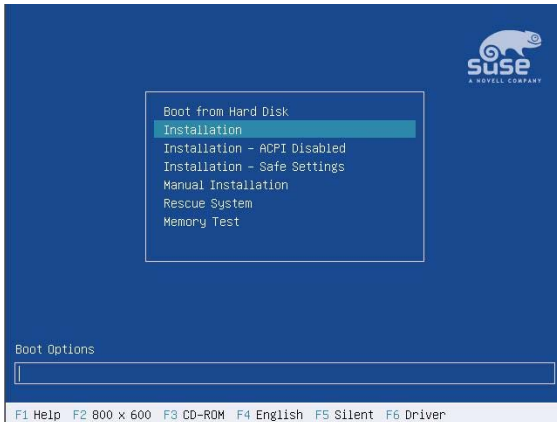 SUSE
A NOVELL COMPANY
Boot from Hard Disk
Installation
Installation - ACPI Disabled
Installation - Safe Settings
Manual Installation
Rescue System
Memory Test
Boot Options
F1 Help F2 800 x 600 F3 CD-ROM F4 English F5 Silent F6 Driver